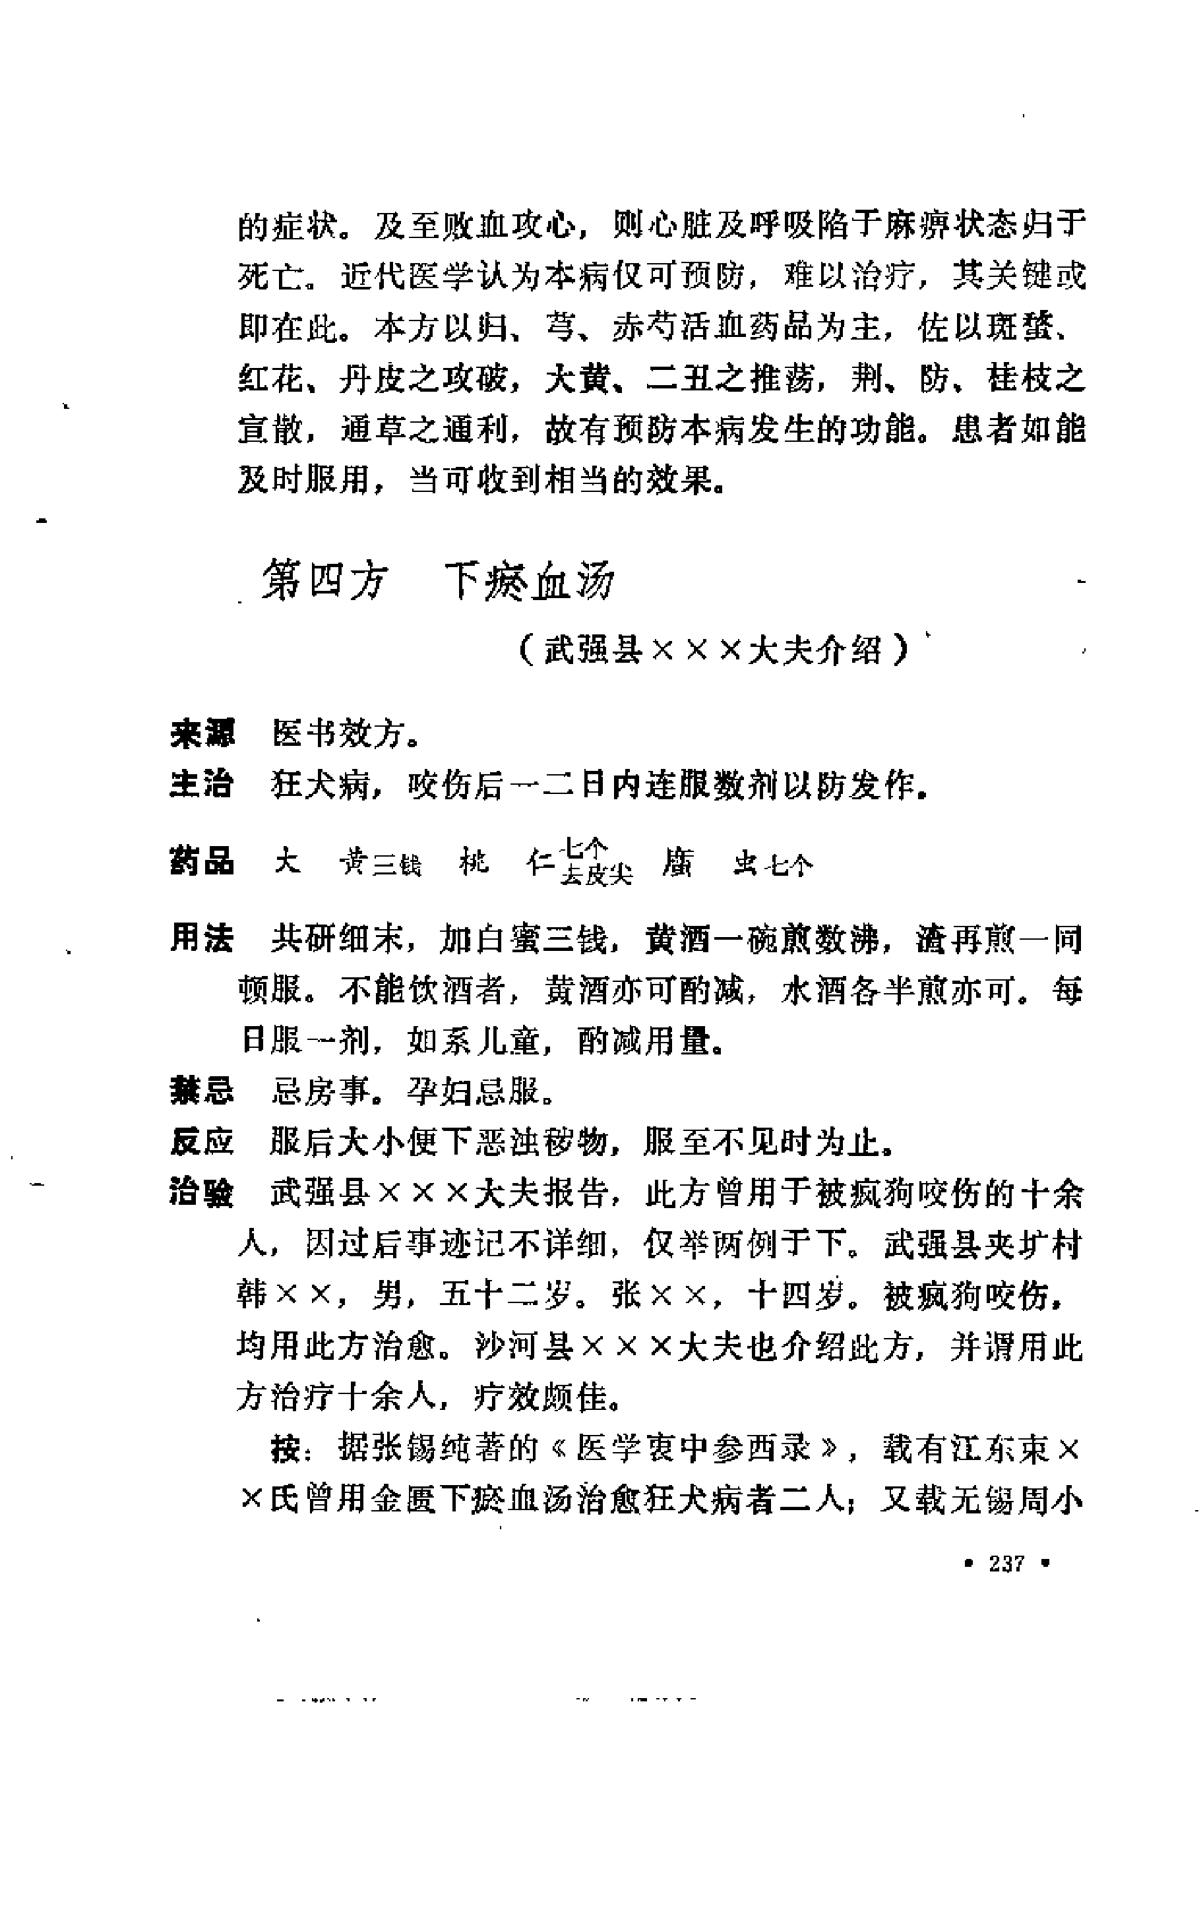 的症状。及至败血攻心，则心脏及呼吸陷于麻痹状态归于
死亡。近代医学认为本病仅可预防，难以治疗，其关键或
即在此。本方以归、芎、赤芍活血药品为主，佐以斑蝥、
红花、丹皮之攻破，大黄、二丑之推荡，荆、防、桂枝之
宣散，通草之通利，故有预防本病发生的功能。患者如能
及时服用，当可收到相当的效果。
第四方　下瘀血汤
（武强县×××大夫介绍）
来源　医书效方。
主治　狂犬病，咬伤后一二日内连服数剂以防发作。
药品　大　黄三钱　桃　仁七个去皮尖　䗪　虫七个
用法　共研细末，加白蜜三钱，黄酒一碗煎数沸，渣再煎一同
顿服。不能饮酒者，黄酒亦可酌减，水酒各半煎亦可。每
日服一剂，如系儿童，酌减用量。
禁忌　忌房事。孕妇忌服。
反应　服后大小便下恶浊秽物，服至不见时为止。
治验　武强县×××大夫报告，此方曾用于被疯狗咬伤的十余
人，因过后事迹记不详细，仅举两例于下。武强县夹圹村
韩××，男，五十二岁。张××，十四岁。被疯狗咬伤，
均用此方治愈。沙河县×××大夫也介绍此方，并谓用此
方治疗十余人，疗效颇佳。
按：据张锡纯著的《医学衷中参西录》，载有江东束×
×氏曾用金匮下瘀血汤治愈狂犬病者二人；又载无锡周小
• 237 •